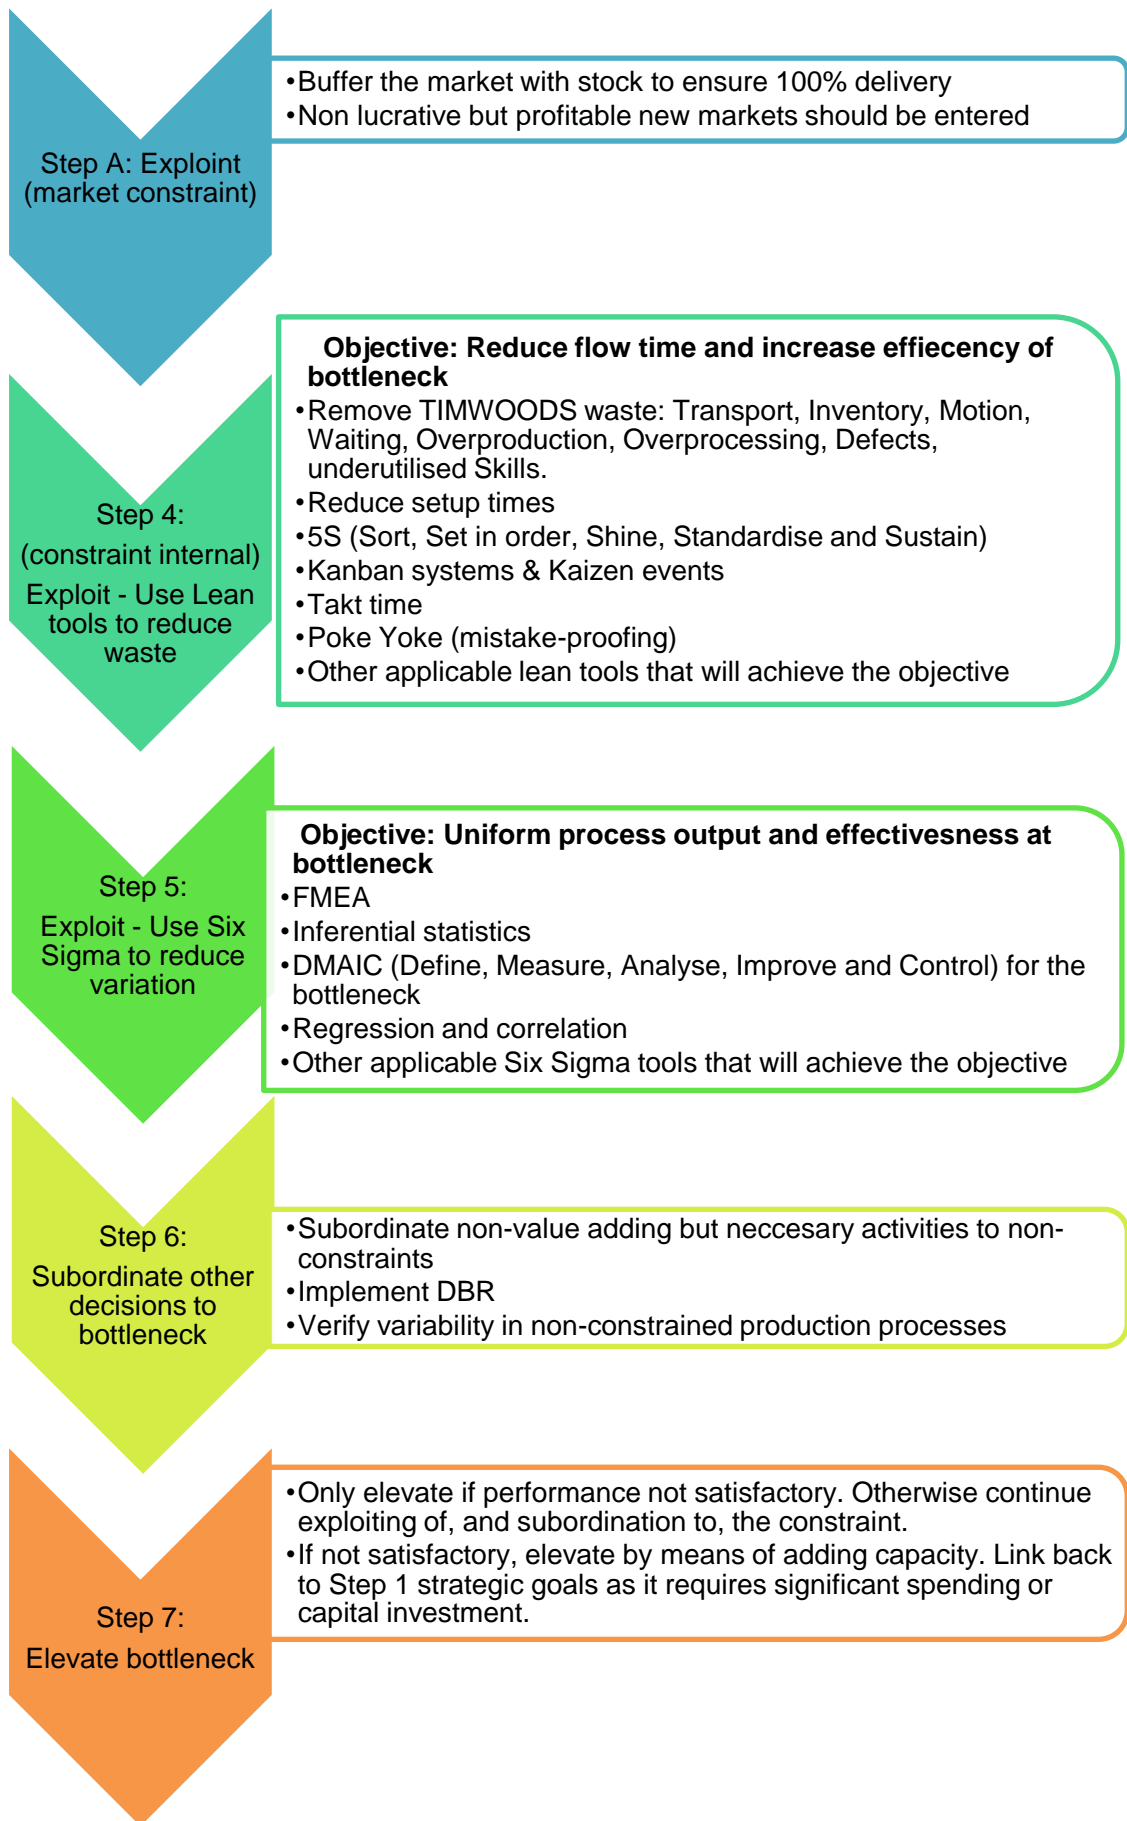 •Buffer the market with stock to ensure 100% delivery
•Non lucrative but profitable new markets should be entered
Step A: Exploint
(market constraint)
Objective: Reduce flow time and increase effiecency of
bottleneck
•Remove TIMWOODS waste: Transport, Inventory, Motion,
Waiting, Overproduction, Overprocessing, Defects,
underutilised Skills.
•Reduce setup times
•5S (Sort, Set in order, Shine, Standardise and Sustain)
•Kanban systems & Kaizen events
•Takt time
•Poke Yoke (mistake-proofing)
•Other applicable lean tools that will achieve the objective
Step 4:
(constraint internal)
Exploit - Use Lean
tools to reduce
waste
Objective: Uniform process output and effectivesness at
bottleneck
•FMEA
•Inferential statistics
•DMAIC (Define, Measure, Analyse, Improve and Control) for the
bottleneck
•Regression and correlation
•Other applicable Six Sigma tools that will achieve the objective
Step 5:
Exploit - Use Six
Sigma to reduce
variation
•Subordinate non-value adding but neccesary activities to non-
constraints
•Implement DBR
•Verify variability in non-constrained production processes
Step 6:
Subordinate other
decisions to
bottleneck
•Only elevate if performance not satisfactory. Otherwise continue
exploiting of, and subordination to, the constraint.
•If not satisfactory, elevate by means of adding capacity. Link back
to Step 1 strategic goals as it requires significant spending or
capital investment.
Step 7:
Elevate bottleneck